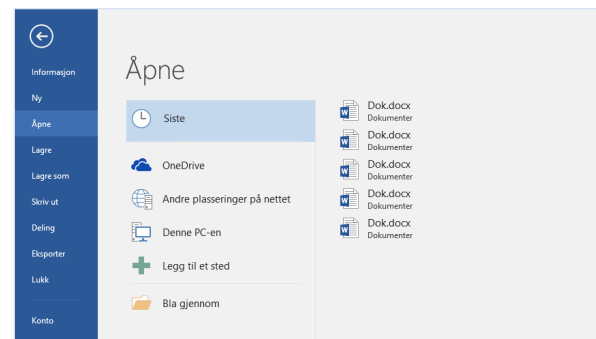 Informasjon
Ny
Åpne
Lagre
Lagre som
Skriv ut
Deling
Eksporter
Lukk
Konto
Åpne
Siste
OneDrive
Andre plasseringer på nettet
Denne PC-en
Legg til et sted
Bla gjennom
Dok.docx
Dokumenter
Dok.docx
Dokumenter
Dok.docx
Dokumenter
Dok.docx
Dokumenter
Dok.docx
Dokumenter